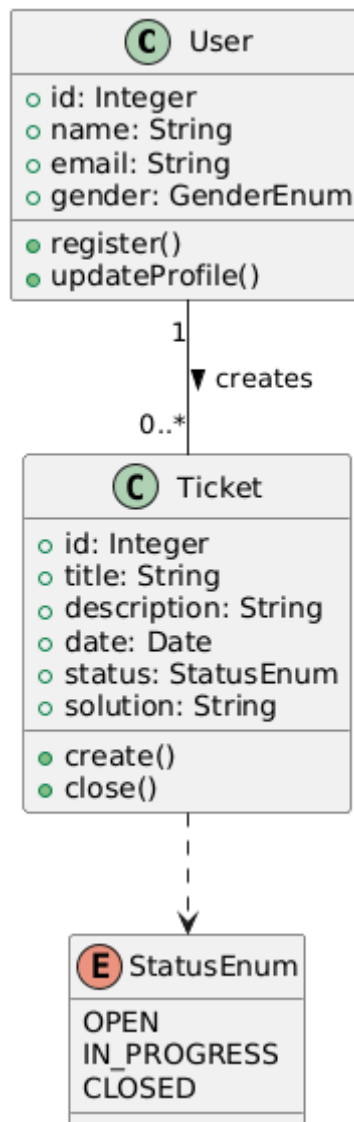 C User
id: Integer
name: String
email: String
gender: GenderEnum
register()
updateProfile()
1
creates
0..*
C Ticket
id: Integer
title: String
description: String
date: Date
status: StatusEnum
solution: String
create()
close()
E StatusEnum
OPEN
IN_PROGRESS
CLOSED